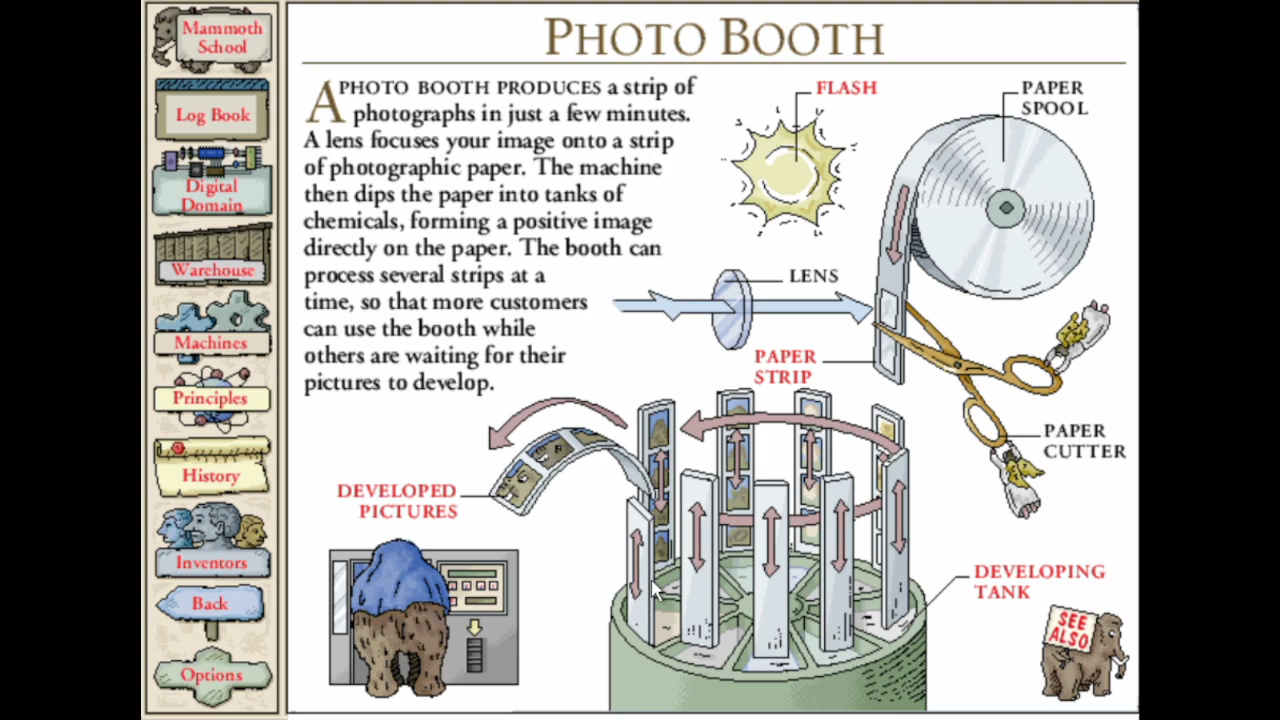 Mammoth
School
Log Book
Digital
Domain
Warehouse
Machines
Principles
History
Inventors
Back
Options
PHOTO BOOTH
A PHOTO BOOTH PRODUCES a strip of
photographs in just a few minutes.
A lens focuses your image onto a strip
of photographic paper. The machine
then dips the paper into tanks of
chemicals, forming a positive image
directly on the paper. The booth can
process several strips at a
time, so that more customers
can use the booth while
others are waiting for their
pictures to develop.
FLASH
PAPER
SPOOL
LENS
PAPER
STRIP
PAPER
CUTTER
DEVELOPED
PICTURES
DEVELOPING
TANK
SEE
ALSO